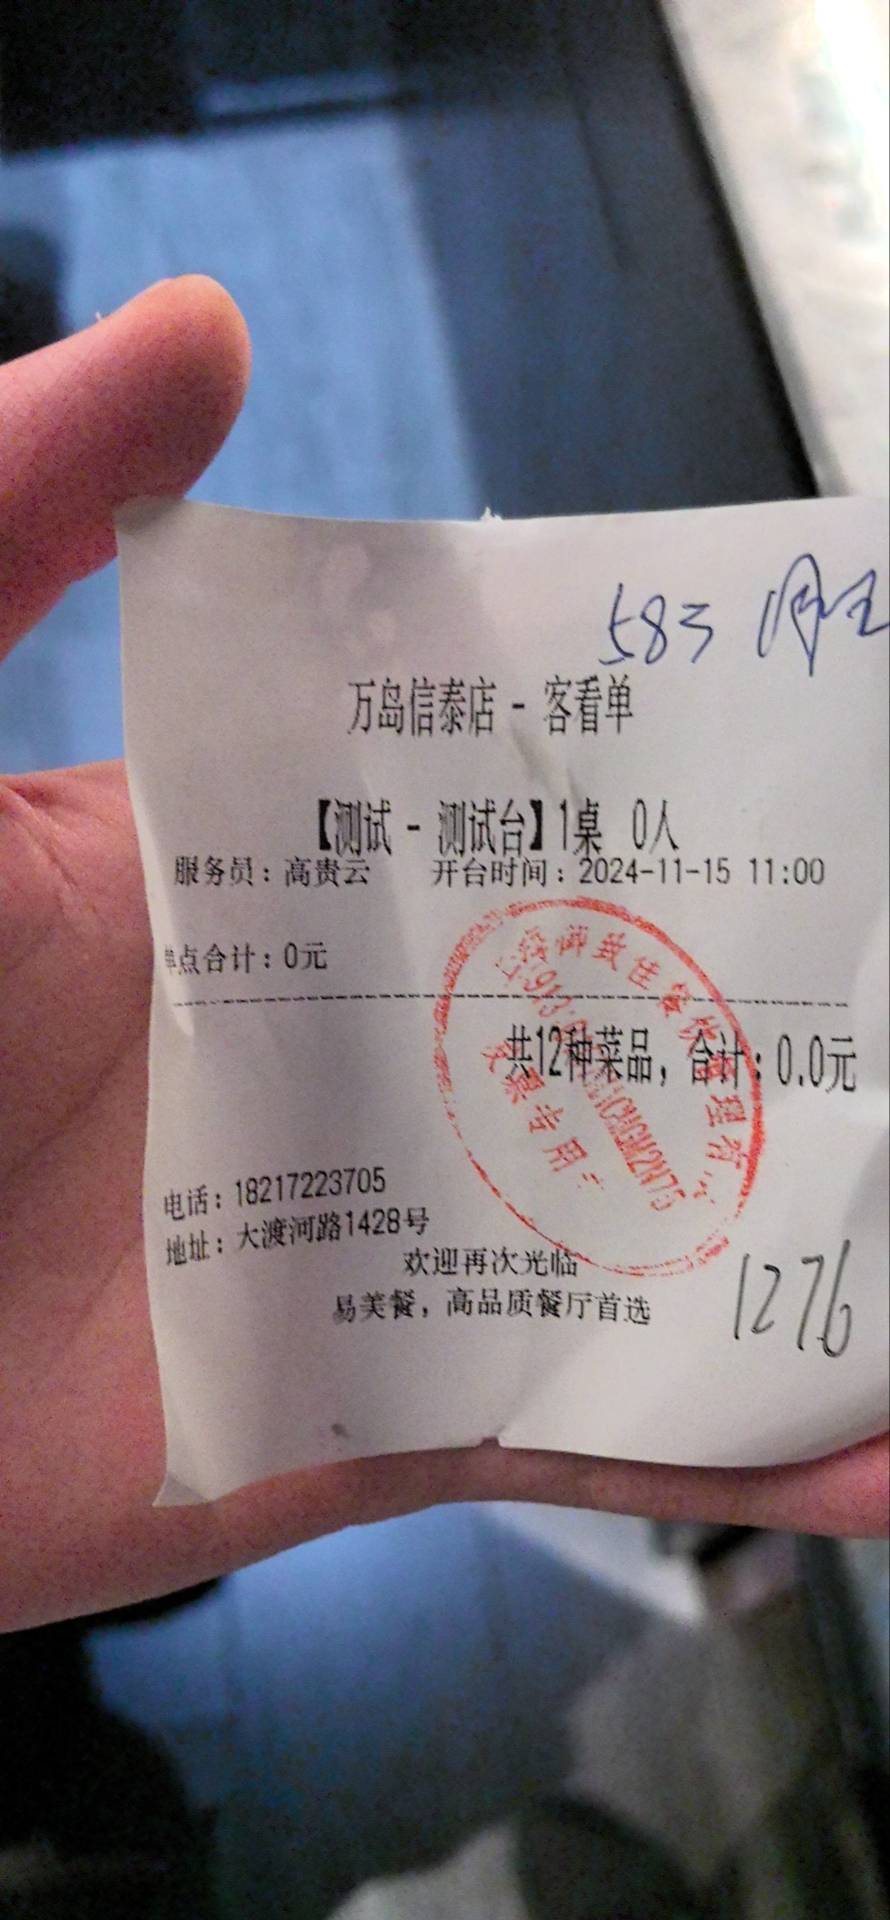 583
万岛信泰店 - 客看单
【测试 - 测试台】1桌 0人
服务员：高贵云 开台时间：2024-11-15 11:00
单点合计：0元
共12种菜品，合计：0.0元
发票专用
电话：18217223705
地址：大渡河路1428号
欢迎再次光临
易美餐，高品质餐厅首选
1276